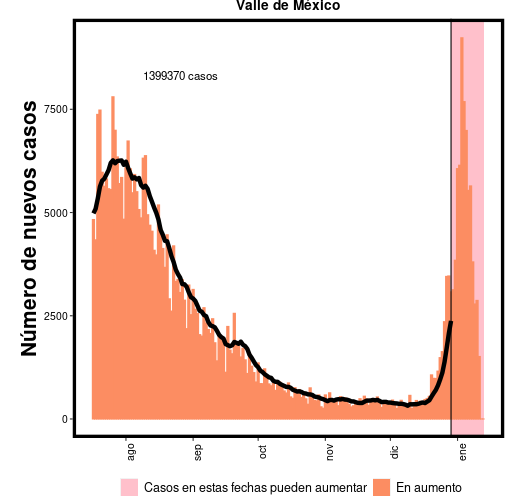 Valle de México
1399370 casos
Número de nuevos casos
7500
5000
2500
0
ago
sep
oct
nov
dic
ene
Casos en estas fechas pueden aumentar
En aumento